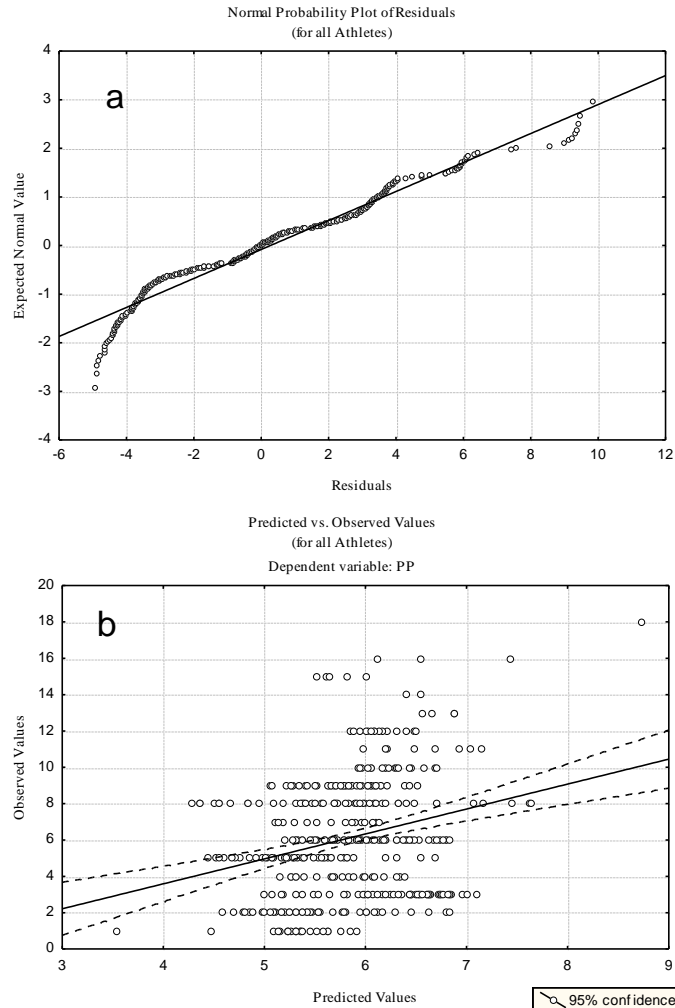 Normal Probability Plot of Residuals
(for all Athletes)
a
4
3
2
1
0
-1
-2
-3
-4
Expected Normal Value
-6 -4 -2 0 2 4 6 8 10 12
Residuals
Predicted vs. Observed Values
(for all Athletes)
Dependent variable: PP
b
20
18
16
14
12
10
8
6
4
2
0
Observed Values
3 4 5 6 7 8 9
Predicted Values
95% confidence